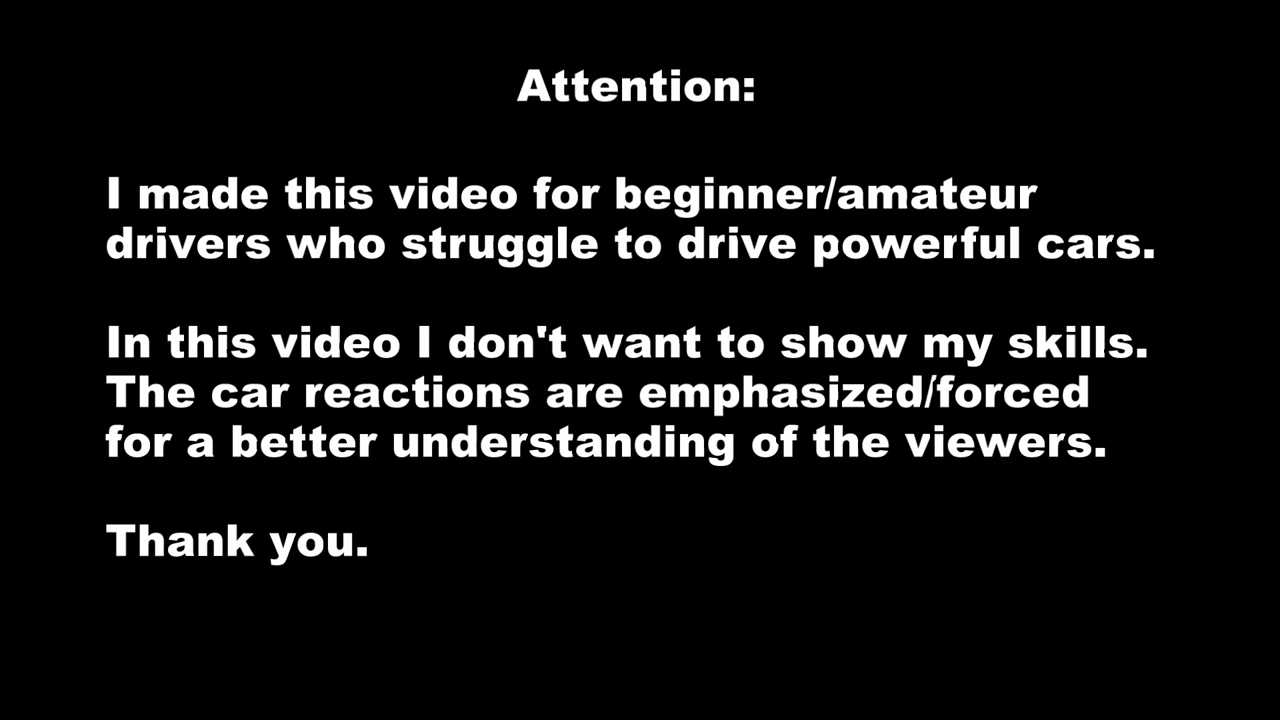 Attention:
I made this video for beginner/amateur
drivers who struggle to drive powerful cars.
In this video I don't want to show my skills.
The car reactions are emphasized/forced
for a better understanding of the viewers.
Thank you.